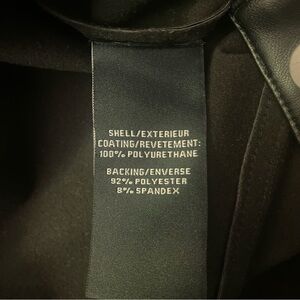 SHELL/EXTERIEUR
COATING/REVETEMENT:
100% POLYURETHANE
BACKING/ENVERSE
92% POLYESTER
8% SPANDEX